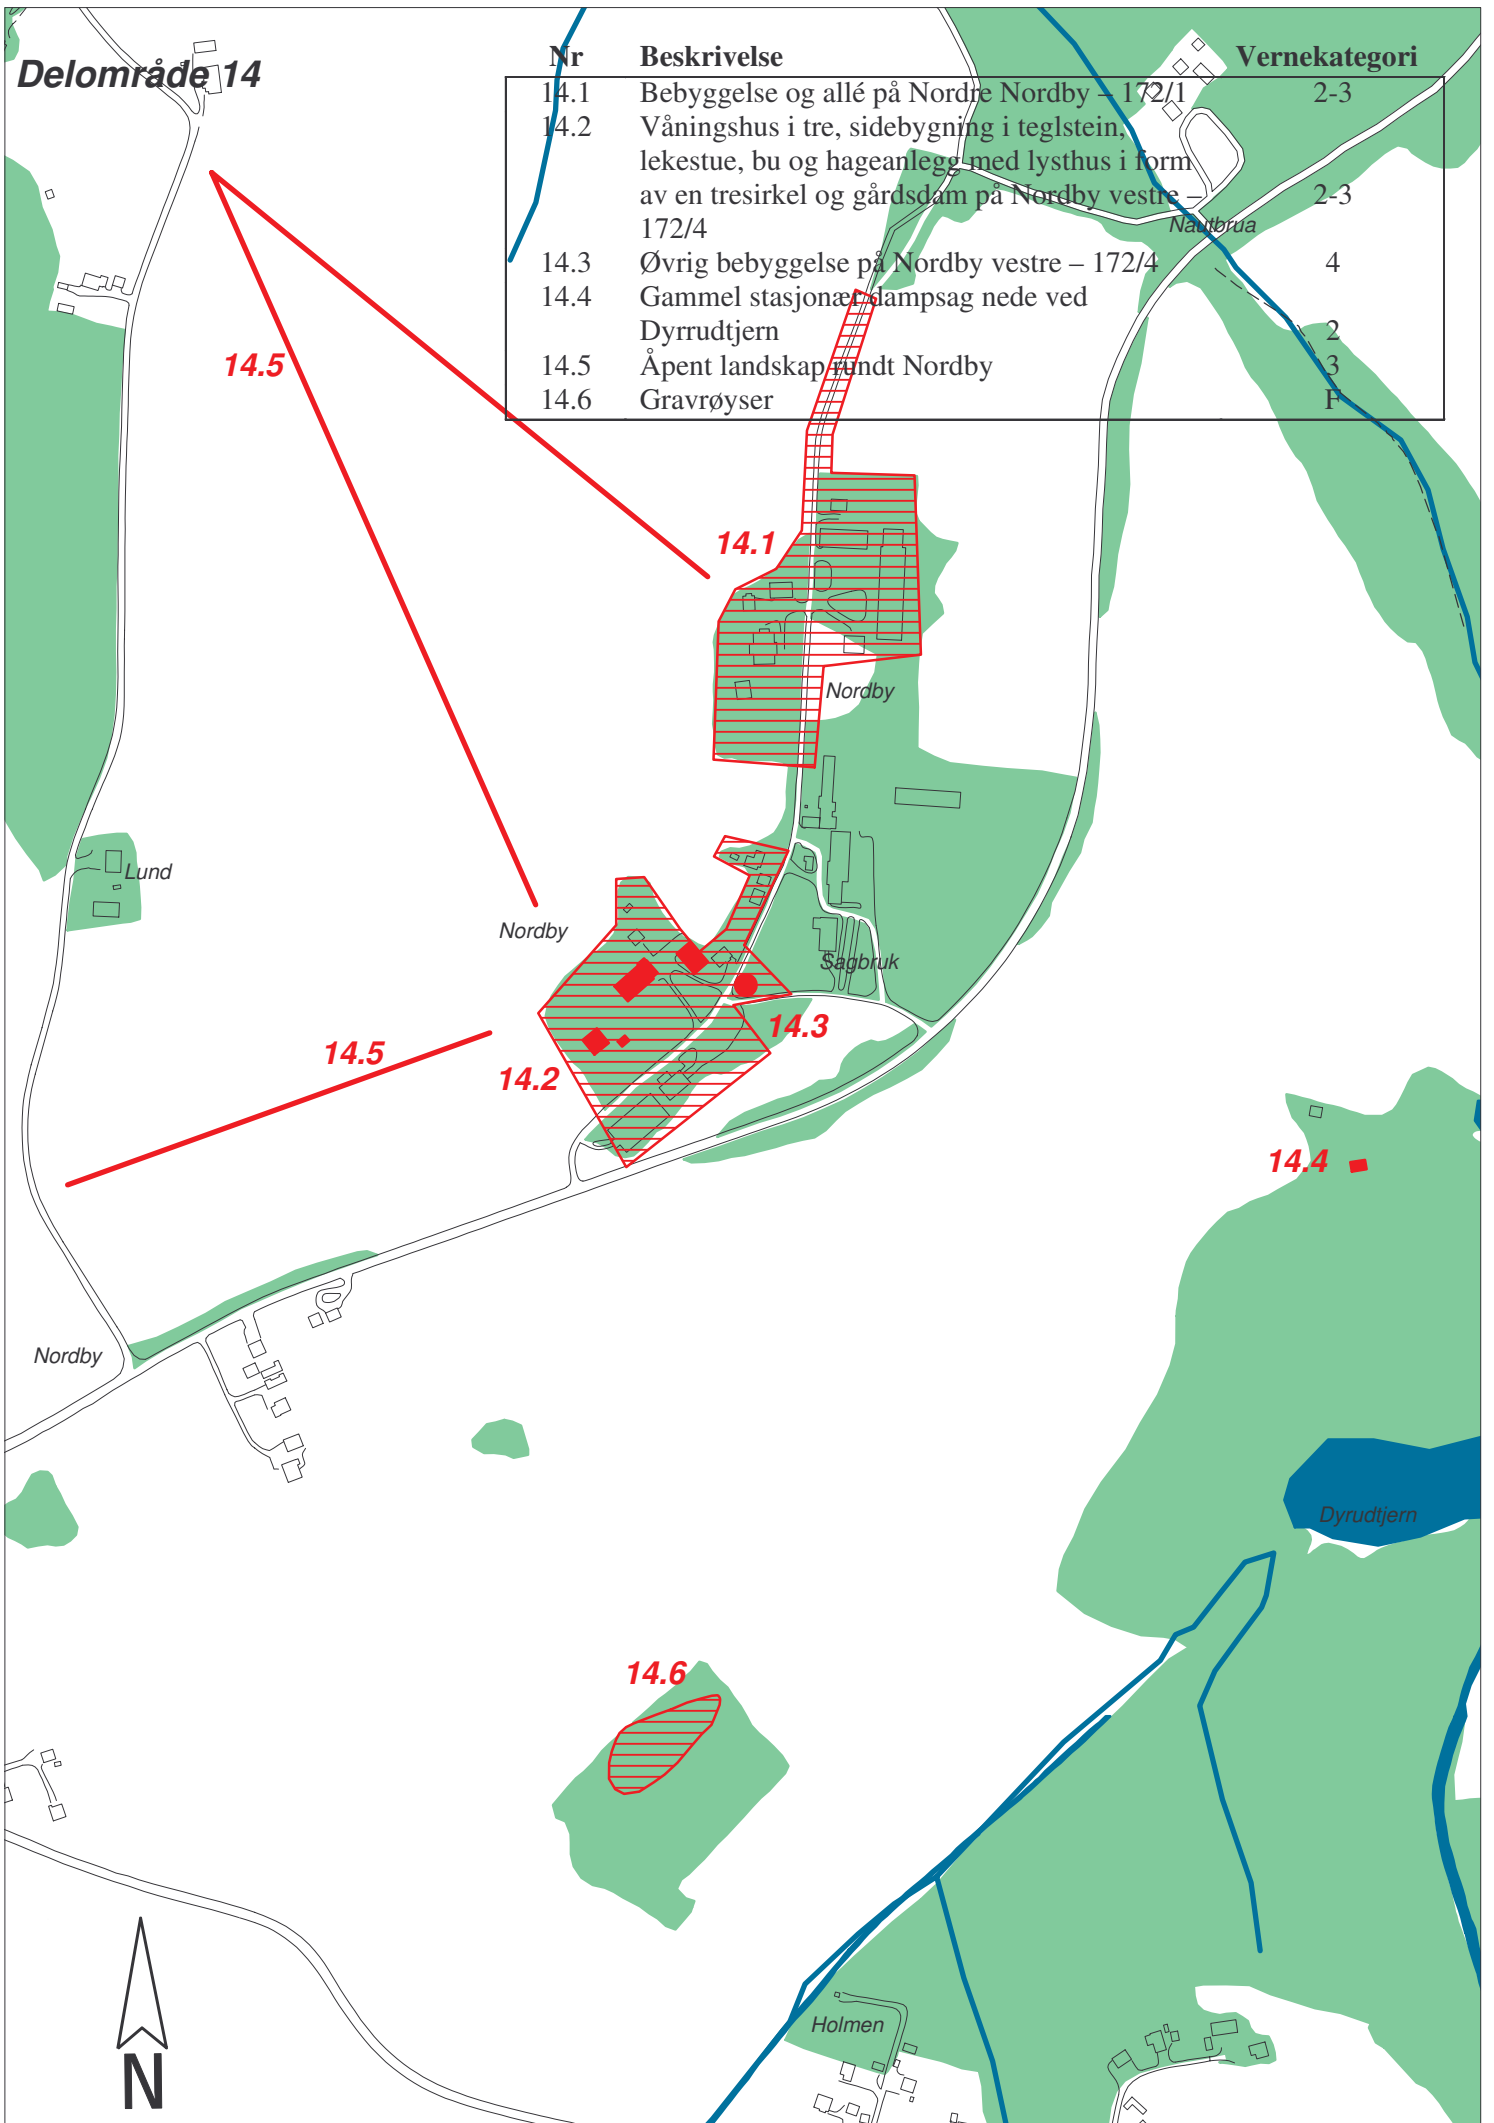 Delområde 14
Nr Beskrivelse Vernekategori
14.1 Bebyggelse og allé på Nordre Nordby – 172/1 2-3
14.2 Våningshus i tre, sidebygning i teglstein,
lekestue, bu og hageanlegg med lysthus i form
av en tresirkel og gårdsdam på Nordby vestre – 2-3
172/4
14.3 Øvrig bebyggelse på Nordby vestre – 172/4 4
14.4 Gammel stasjonær dampsag nede ved
Dyrrudtjern 2
14.5 Åpent landskap rundt Nordby 3
14.6 Gravrøyser F
Nautbrua
14.5
14.1
Nordby
Lund
Nordby
Sagbruk
14.3
14.5
14.2
14.4
Nordby
Dyrudtjern
14.6
Holmen
N